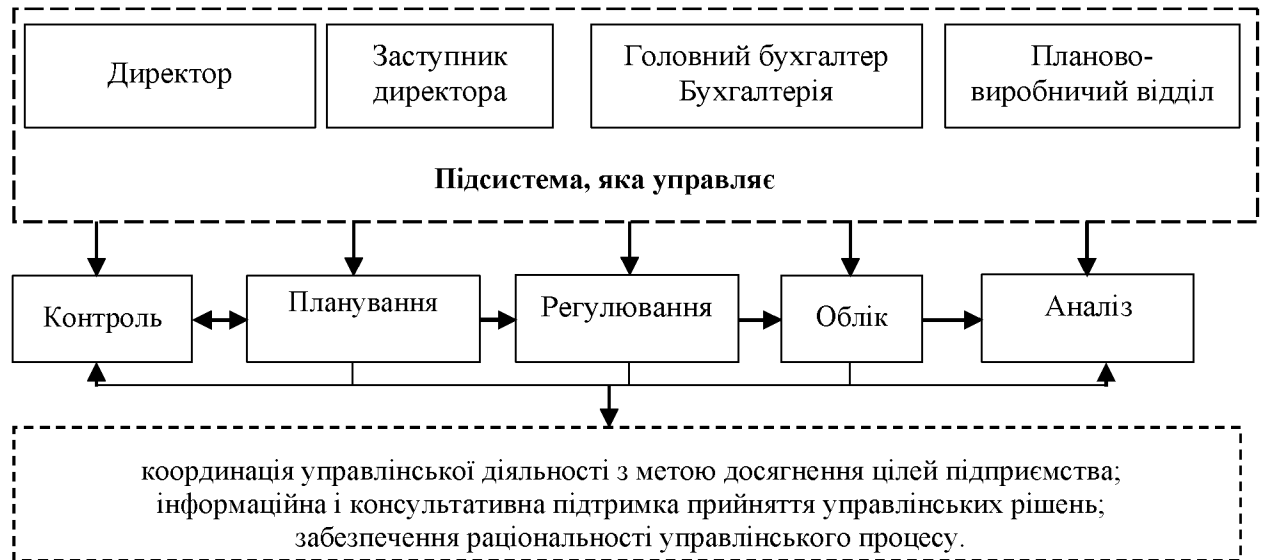 Директор
Заступник
директора
Головний бухгалтер
Бухгалтерія
Планово-
виробничий відділ
Підсистема, яка управляє
Контроль
Планування
Регулювання
Облік
Аналіз
координація управлінської діяльності з метою досягнення цілей підприємства;
інформаційна і консультативна підтримка прийняття управлінських рішень;
забезпечення раціональності управлінського процесу.